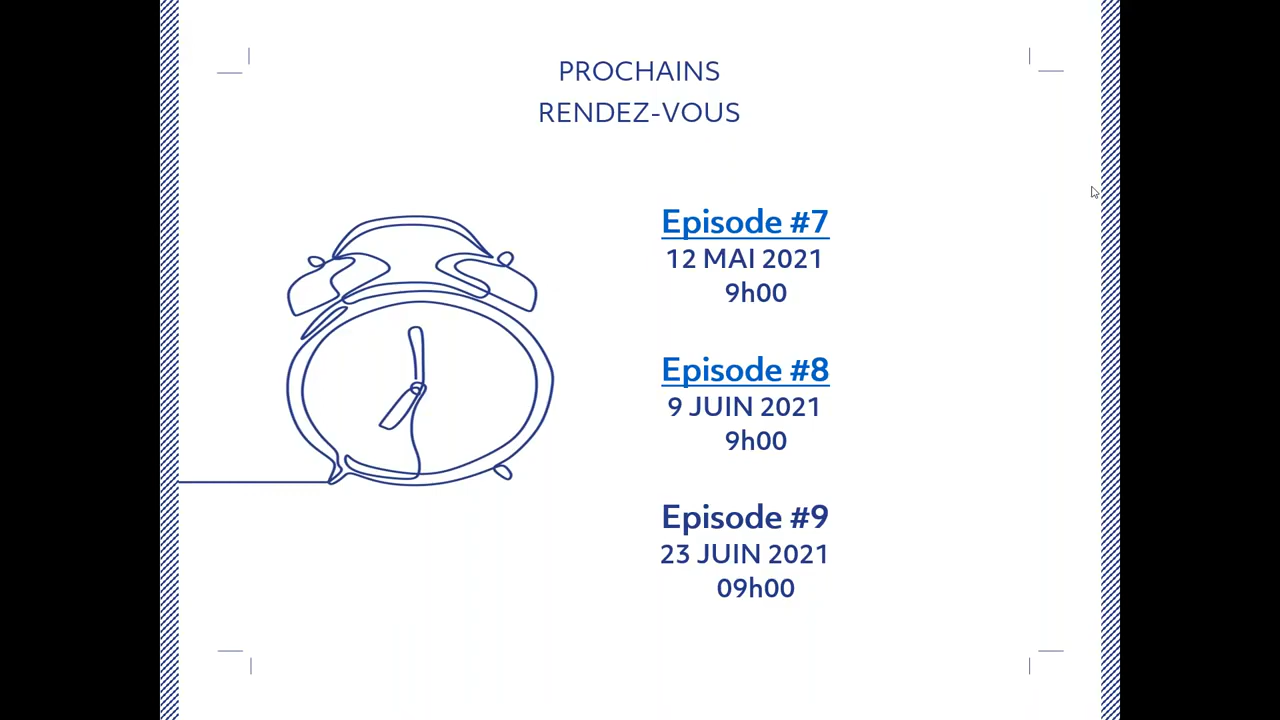 PROCHAINS
RENDEZ-VOUS
Episode #7
12 MAI 2021
9h00
Episode #8
9 JUIN 2021
9h00
Episode #9
23 JUIN 2021
09h00